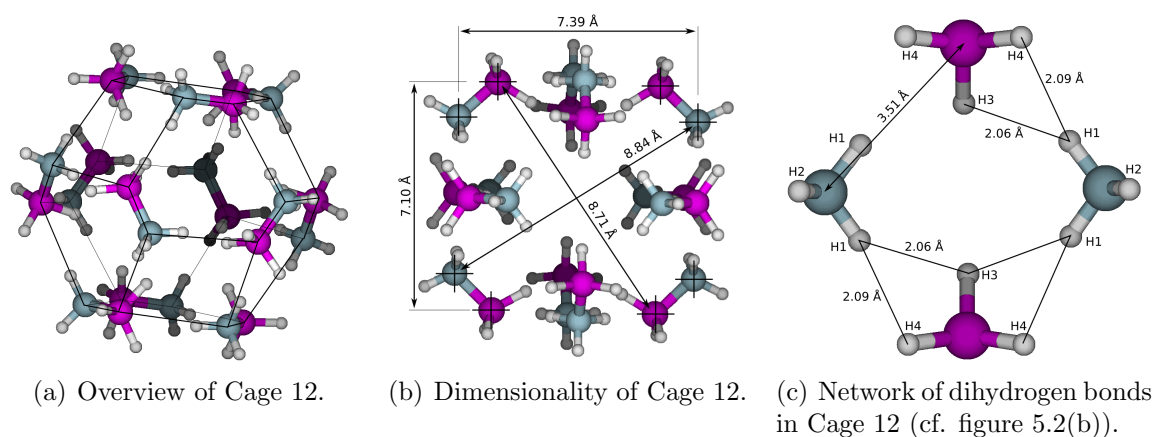 7.39 Å
7.10 Å
8.84 Å
8.71 Å
H4
H4
2.09 Å
3.51 Å
H3
H1
2.06 Å
H1
H2
H2
H1
2.06 Å
H1
H3
2.09 Å
H4
H4
(a) Overview of Cage 12.
(b) Dimensionality of Cage 12.
(c) Network of dihydrogen bonds
in Cage 12 (cf. figure 5.2(b)).